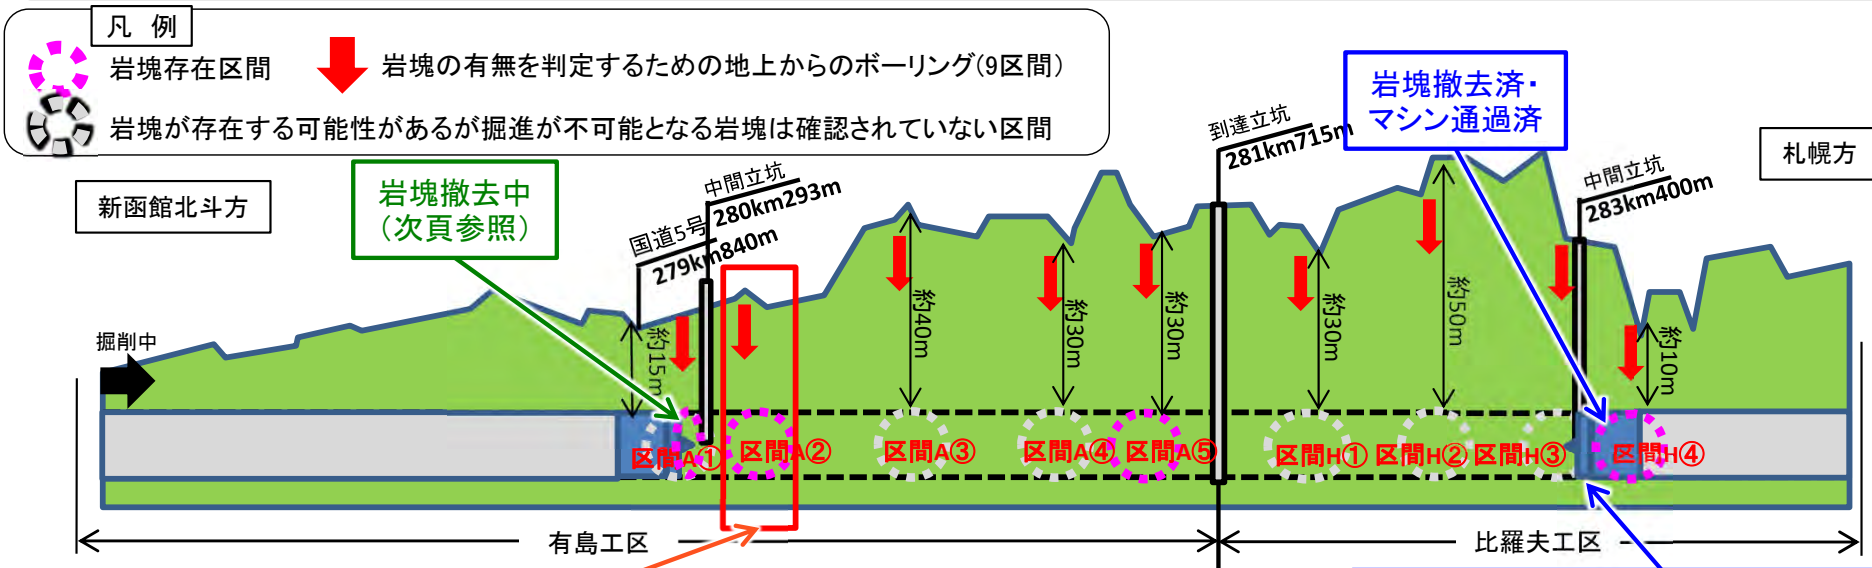 凡 例
岩塊存在区間
岩塊の有無を判定するための地上からのボーリング(9区間)
岩塊が存在する可能性があるが掘進が不可能となる岩塊は確認されていない区間
新函館北斗方
札幌方
岩塊撤去中
(次頁参照)
岩塊撤去済・
マシン通過済
国道5号
279km840m
中間立坑
280km293m
到達立坑
281km715m
中間立坑
283km400m
掘削中
約15m
約40m
約30m
約30m
約30m
約50m
約10m
区間A①
区間A②
区間A③
区間A④
区間A⑤
区間H①
区間H②
区間H③
区間H④
有島工区
比羅夫工区